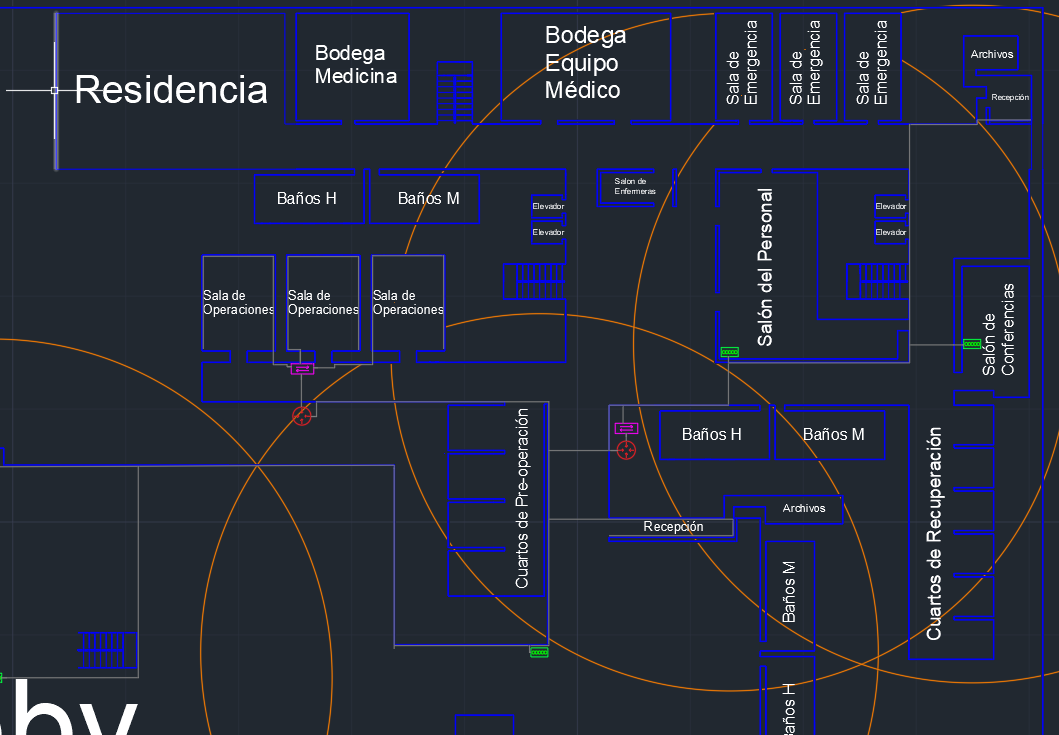 Residencia
Bodega
Medicina
Bodega
Equipo
Médico
Sala de
Emergencia
Sala de
Emergencia
Sala de
Emergencia
Archivos
Recepción
Baños H
Baños M
Salon de
Enfermeras
Elevador
Elevador
Salón del Personal
Elevador
Elevador
Sala de
Operaciones
Sala de
Operaciones
Sala de
Operaciones
Salón de
Conferencias
Cuartos de Pre-operación
Baños H
Baños M
Cuartos de Recuperación
Archivos
Recepción
Baños M
Baños H